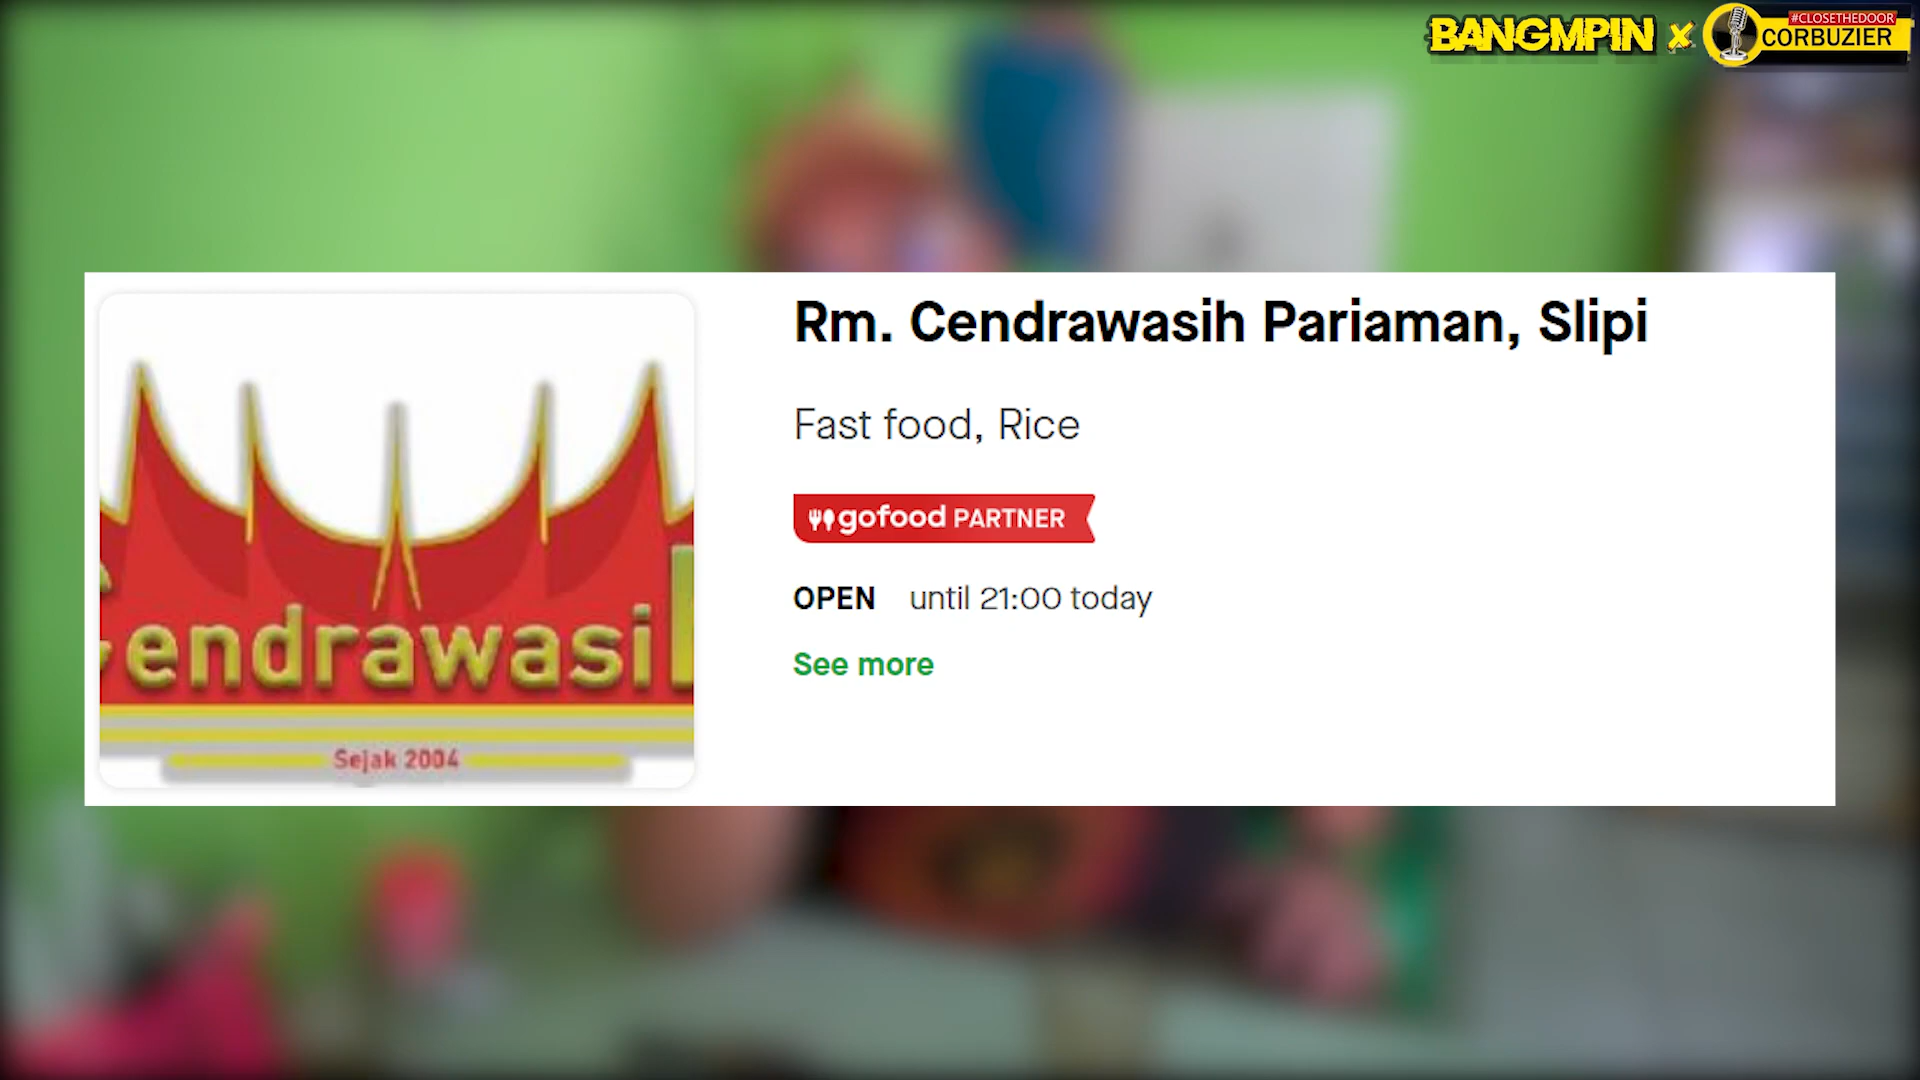 BANGMPIN X #CLOSETHEDOOR
CORBUZIER
Rm. Cendrawasih Pariaman, Slipi
Fast food, Rice
gofood PARTNER
OPEN until 21:00 today
See more
endrawasi
Sejak 2004